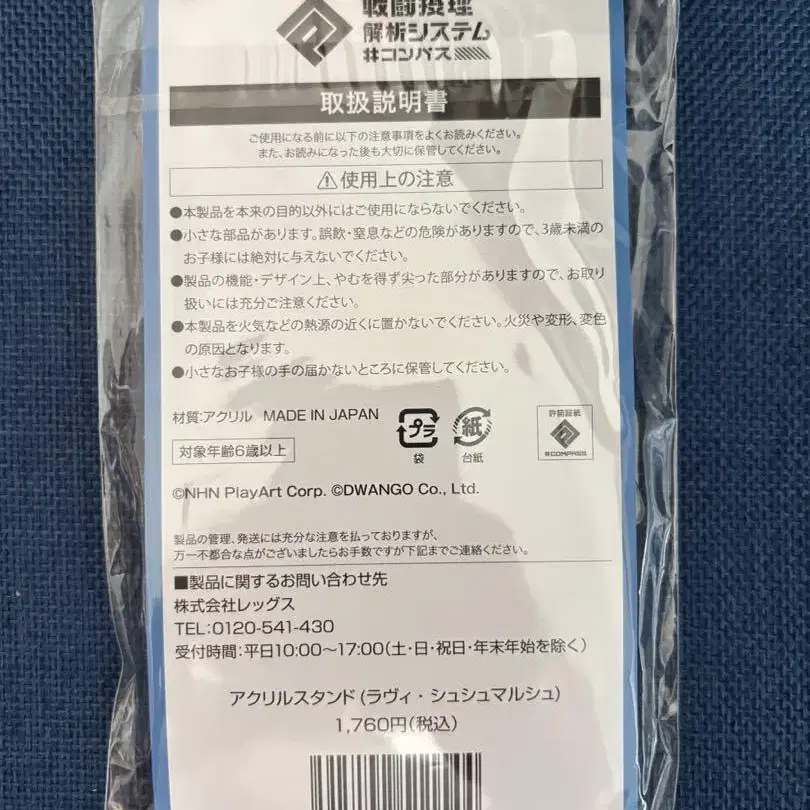 戦闘摂理
解析システム
#コンパス
取扱説明書
ご使用になる前に以下の注意事項をよくお読みください。
また、お読みになった後も大切に保管してください。
使用上の注意
●本製品を本来の目的以外にはご使用にならないでください。
●小さな部品があります。誤飲・窒息などの危険がありますので、3歳未満の
お子様には絶対に与えないでください。
●製品の機能・デザイン上、やむを得ず尖った部分がありますので、お取り
扱いには充分ご注意ください。
●本製品を火気などの熱源の近くに置かないでください。火災や変形、変色
の原因となります。
●小さなお子様の手の届かないところに保管してください。
材質:アクリル MADE IN JAPAN
対象年齢6歳以上
プラ
袋
紙
台紙
許諾証紙
#COMPASS
©NHN PlayArt Corp. ©DWANGO Co., Ltd.
製品の管理、発送には充分な注意を払っておりますが、
万一不都合な点がございましたらお手数ですが下記までご連絡ください。
■製品に関するお問い合わせ先
株式会社レッグス
TEL:0120-541-430
受付時間:平日10:00〜17:00(土・日・祝日・年末年始を除く)
アクリルスタンド(ラヴィ・シュシュマルシュ)
1,760円(税込)